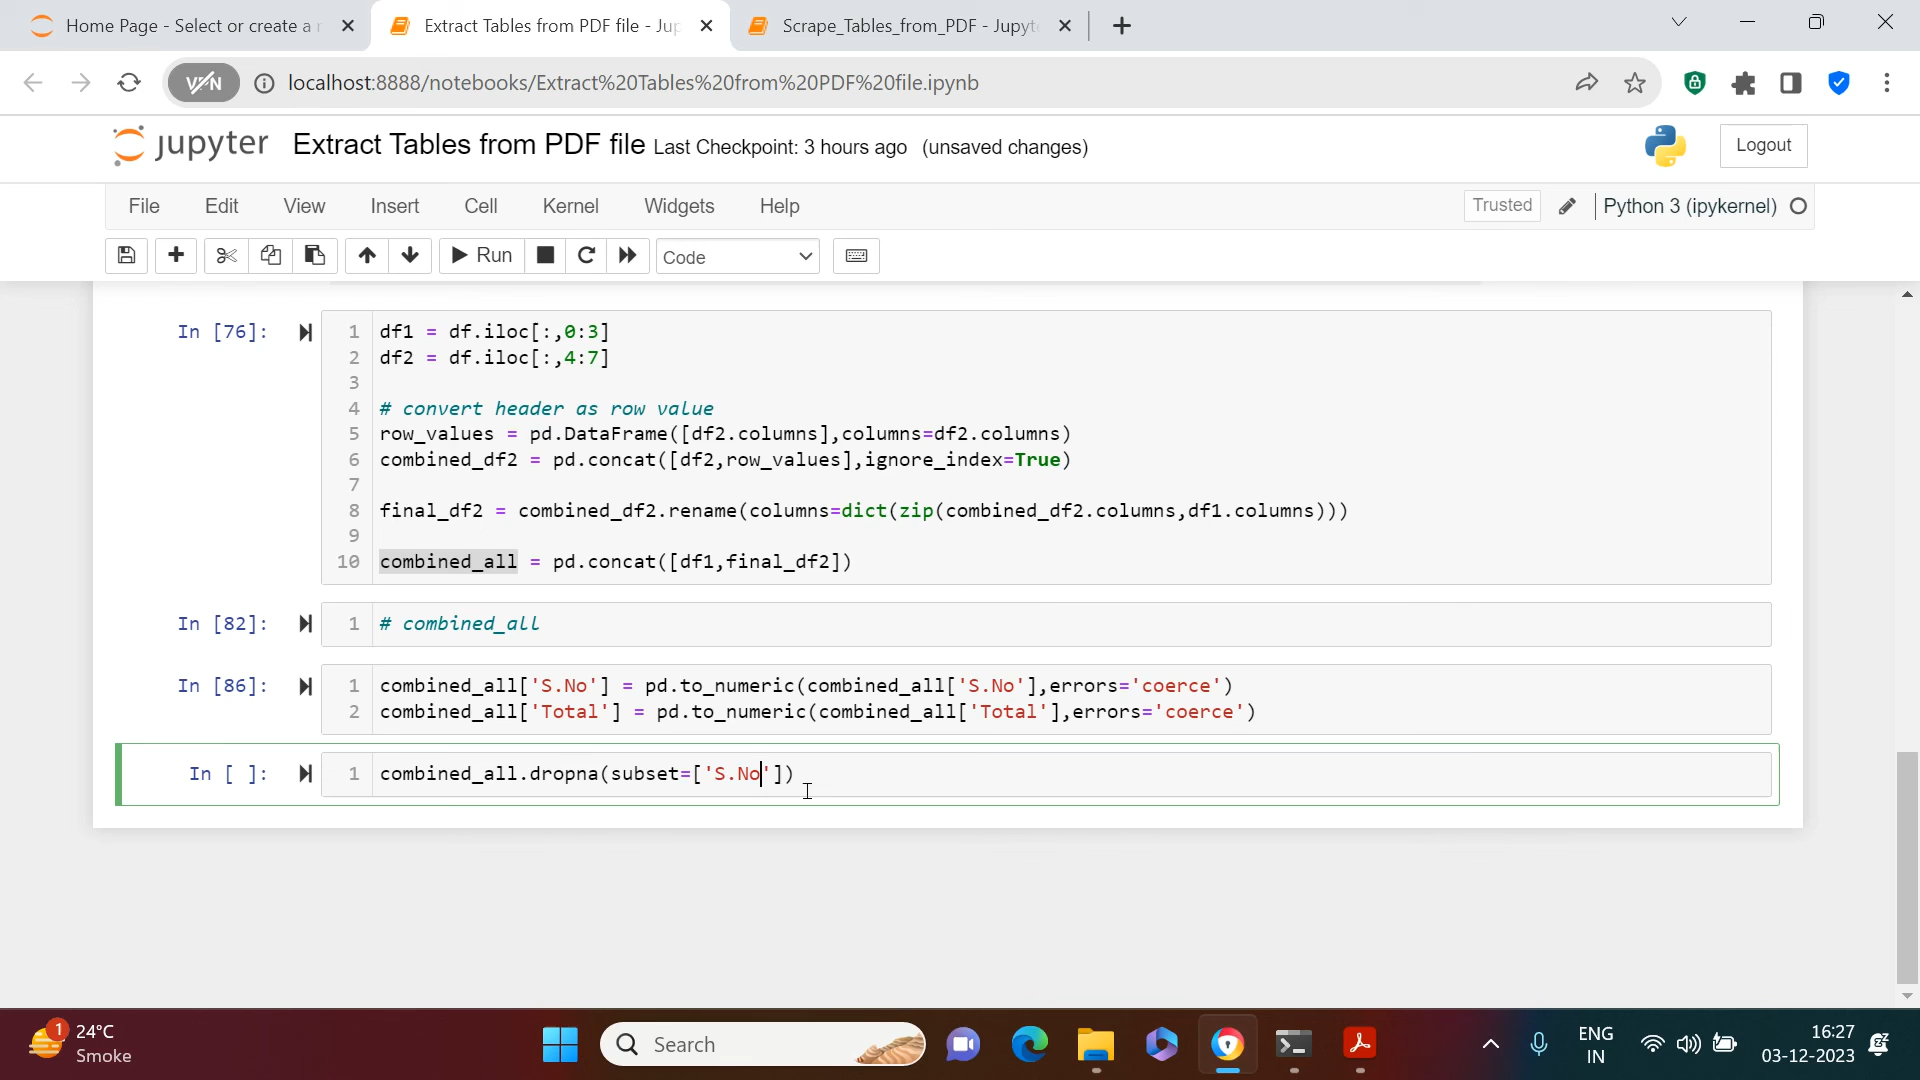 Home Page - Select or create a n
Extract Tables from PDF file - Jup
Scrape_Tables_from_PDF - Jupyte
VPN
localhost:8888/notebooks/Extract%20Tables%20from%20PDF%20file.ipynb
jupyter Extract Tables from PDF file Last Checkpoint: 3 hours ago (unsaved changes)
Logout
File Edit View Insert Cell Kernel Widgets Help
Trusted
Python 3 (ipykernel)
Run
Code
In [76]:
1 df1 = df.iloc[:,0:3]
2 df2 = df.iloc[:,4:7]
3
4 # convert header as row value
5 row_values = pd.DataFrame([df2.columns],columns=df2.columns)
6 combined_df2 = pd.concat([df2,row_values],ignore_index=True)
7
8 final_df2 = combined_df2.rename(columns=dict(zip(combined_df2.columns,df1.columns)))
9
10 combined_all = pd.concat([df1,final_df2])
In [82]:
1 # combined_all
In [86]:
1 combined_all['S.No'] = pd.to_numeric(combined_all['S.No'],errors='coerce')
2 combined_all['Total'] = pd.to_numeric(combined_all['Total'],errors='coerce')
In [ ]:
1 combined_all.dropna(subset=['S.No'])
1
24°C
Smoke
Search
ENG
IN
16:27
03-12-2023